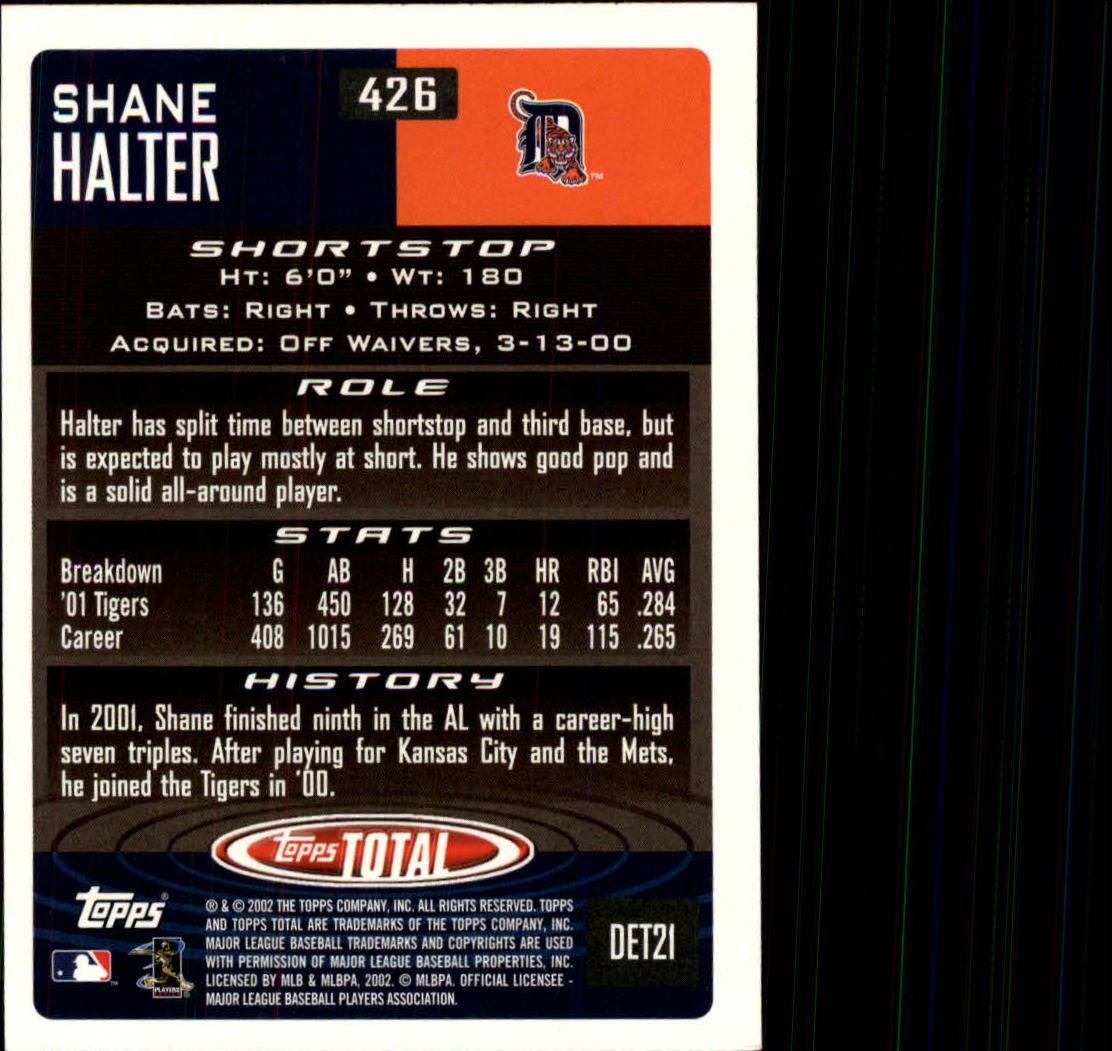 SHANE
HALTER
426
TM
SHORTSTOP
HT: 6'0" • WT: 180
BATS: RIGHT • THROWS: RIGHT
ACQUIRED: OFF WAIVERS, 3-13-00
ROLE
Halter has split time between shortstop and third base, but
is expected to play mostly at short. He shows good pop and
is a solid all-around player.
STATS
Breakdown G AB H 2B 3B HR RBI AVG
'01 Tigers 136 450 128 32 7 12 65 .284
Career 408 1015 269 61 10 19 115 .265
HISTORY
In 2001, Shane finished ninth in the AL with a career-high
seven triples. After playing for Kansas City and the Mets,
he joined the Tigers in '00.
Topps TOTAL
Topps®
® & © 2002 THE TOPPS COMPANY, INC. ALL RIGHTS RESERVED. TOPPS
AND TOPPS TOTAL ARE TRADEMARKS OF THE TOPPS COMPANY, INC.
MAJOR LEAGUE BASEBALL TRADEMARKS AND COPYRIGHTS ARE USED
WITH PERMISSION OF MAJOR LEAGUE BASEBALL PROPERTIES, INC.
LICENSED BY MLB & MLBPA, 2002. © MLBPA. OFFICIAL LICENSEE -
MAJOR LEAGUE BASEBALL PLAYERS ASSOCIATION.
DET21
TM
PLAYERS